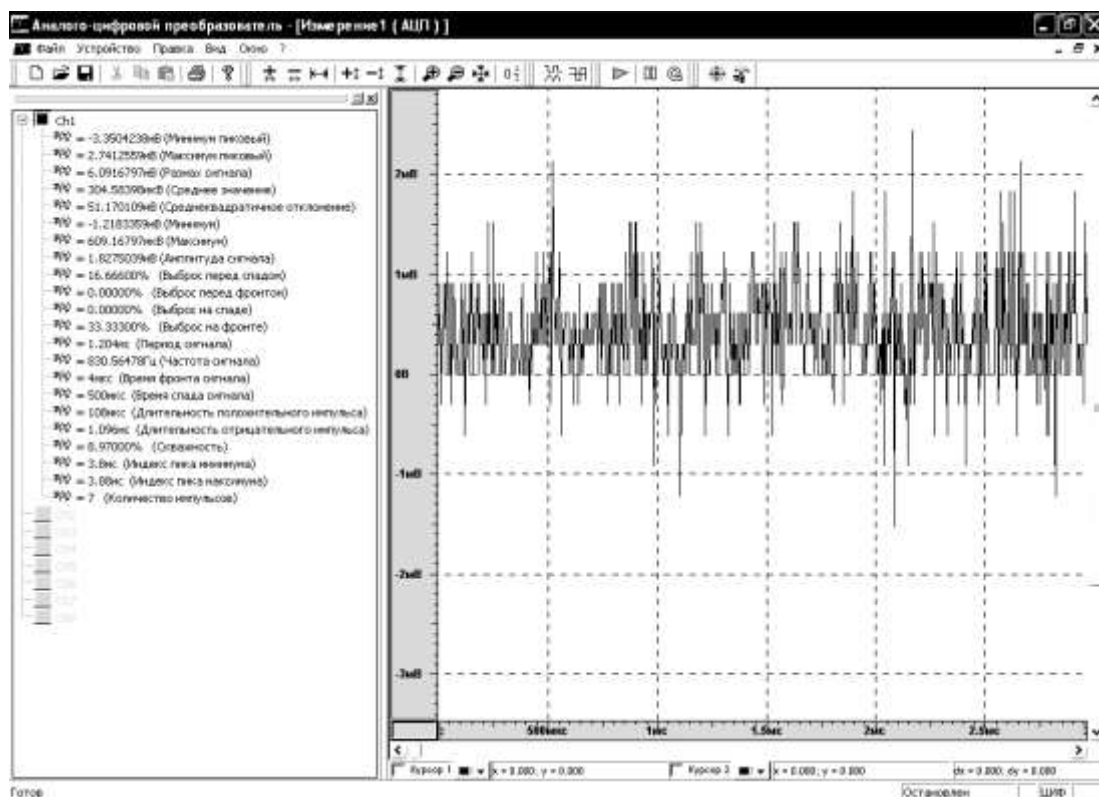 Аналого-цифровой преобразователь - [Измерение1 ( АЦП ) ]
Файл Устройство Правка Вид Окно ?
Ch1
= -3.3504238мВ (Минимум пиковый)
= 2.7412559мВ (Максимум пиковый)
= 6.0916797мВ (Размах сигнала)
= 304.58398мкВ (Среднее значение)
= 51.170109мВ (Среднеквадратичное отклонение)
= -1.2183359мВ (Минимум)
= 609.16797мкВ (Максимум)
= 1.8275039мВ (Амплитуда сигнала)
= 16.66600% (Выброс перед спадом)
= 0.00000% (Выброс перед фронтом)
= 0.00000% (Выброс на спаде)
= 33.33300% (Выброс на фронте)
= 1.204мс (Период сигнала)
= 830.56478Гц (Частота сигнала)
= 4мкс (Время фронта сигнала)
= 500мкс (Время спада сигнала)
= 108мкс (Длительность положительного импульса)
= 1.096мс (Длительность отрицательного импульса)
= 8.97000% (Скважность)
= 3.8мс (Индекс пика минимума)
= 3.88мс (Индекс пика максимума)
= 7 (Количество импульсов)
2мВ
1мВ
0В
-1мВ
-2мВ
-3мВ
500мкс 1мс 1.5мс 2мс 2.5мс
Курсор 1 x = 0.000; y = 0.000 Курсор 2 x = 0.000; y = 0.000 dx = 0.000; dy = 0.000
Готов Остановлен ЦИФ